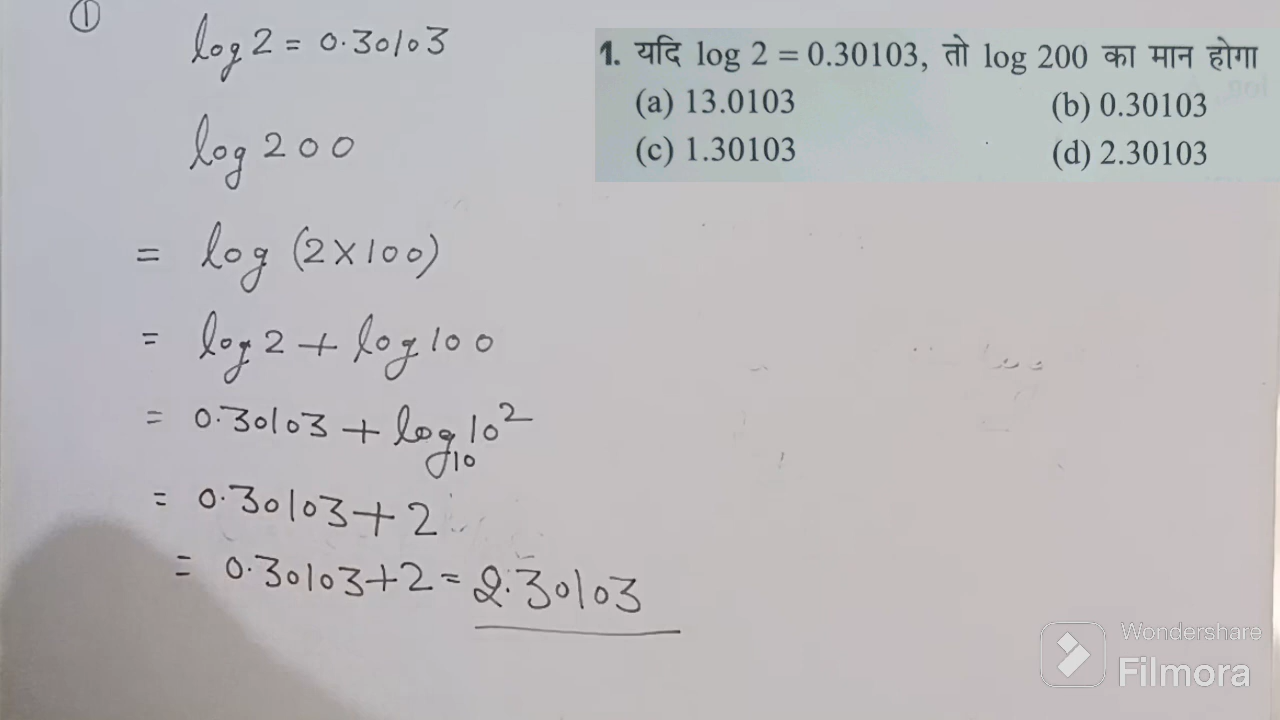 ①
log 2 = 0.30103
log 200
= log (2×100)
= log 2 + log 100
= 0.30103 + log₁₀ 10²
= 0.30103 + 2
= 0.30103 + 2 = 2.30103
1. यदि log 2 = 0.30103, तो log 200 का मान होगा
(a) 13.0103 (b) 0.30103
(c) 1.30103 (d) 2.30103
Wondershare
Filmora